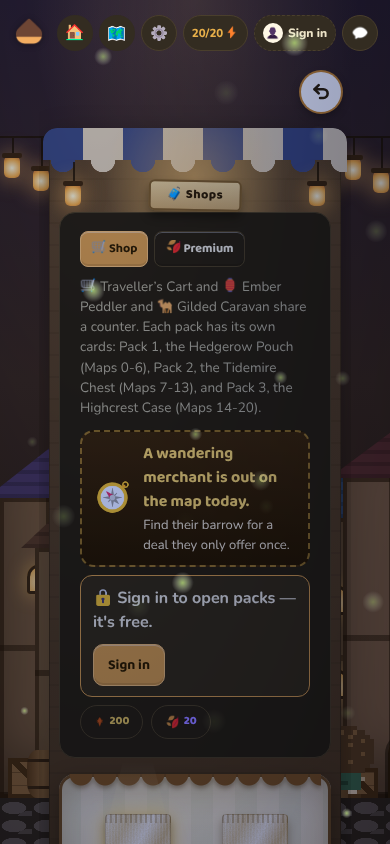 20/20
Sign in
Shops
Shop
Premium
Traveller's Cart and Ember
Peddler and Gilded Caravan share
a counter. Each pack has its own
cards: Pack 1, the Hedgerow Pouch
(Maps 0-6), Pack 2, the Tidemire
Chest (Maps 7-13), and Pack 3, the
Highcrest Case (Maps 14-20).
A wandering
merchant is out on
the map today.
Find their barrow for a
deal they only offer once.
Sign in to open packs —
it's free.
Sign in
200
20